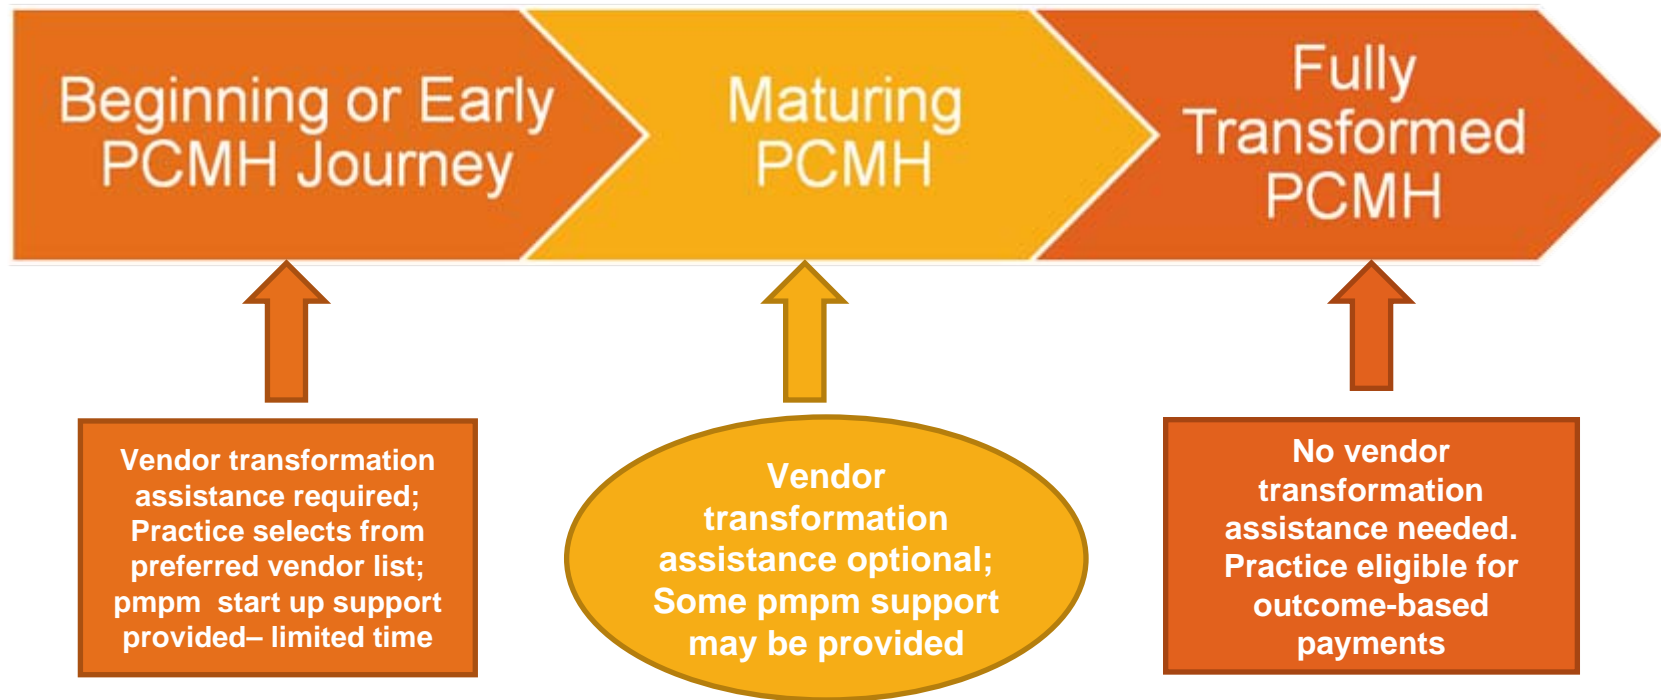 Beginning or Early
PCMH Journey
Maturing
PCMH
Fully
Transformed
PCMH
Vendor transformation
assistance required;
Practice selects from
preferred vendor list;
pmpm  start up support
provided– limited time
Vendor
transformation
assistance optional;
Some pmpm support
may be provided
No vendor
transformation
assistance needed.
Practice eligible for
outcome-based
payments